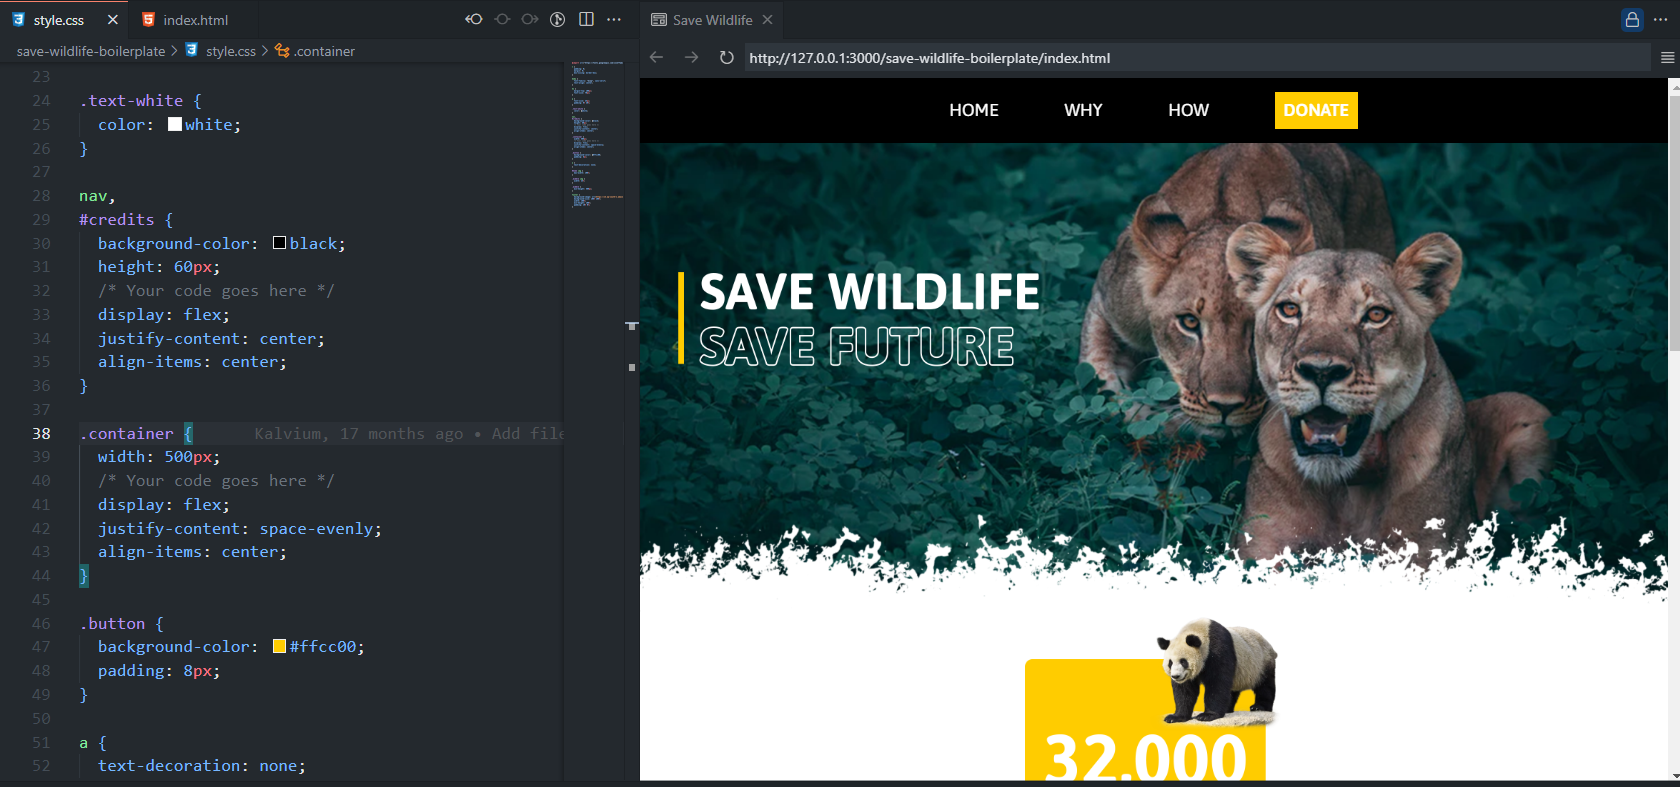 style.css
index.html
save-wildlife-boilerplate > style.css > .container
23
24 .text-white {
25 color: white;
26 }
27
28 nav,
29 #credits {
30 background-color: black;
31 height: 60px;
32 /* Your code goes here */
33 display: flex;
34 justify-content: center;
35 align-items: center;
36 }
37
38 .container { Kalvium, 17 months ago • Add file
39 width: 500px;
40 /* Your code goes here */
41 display: flex;
42 justify-content: space-evenly;
43 align-items: center;
44 }
45
46 .button {
47 background-color: #ffcc00;
48 padding: 8px;
49 }
50
51 a {
52 text-decoration: none;
Save Wildlife
http://127.0.0.1:3000/save-wildlife-boilerplate/index.html
HOME WHY HOW DONATE
SAVE WILDLIFE
SAVE FUTURE
32,000